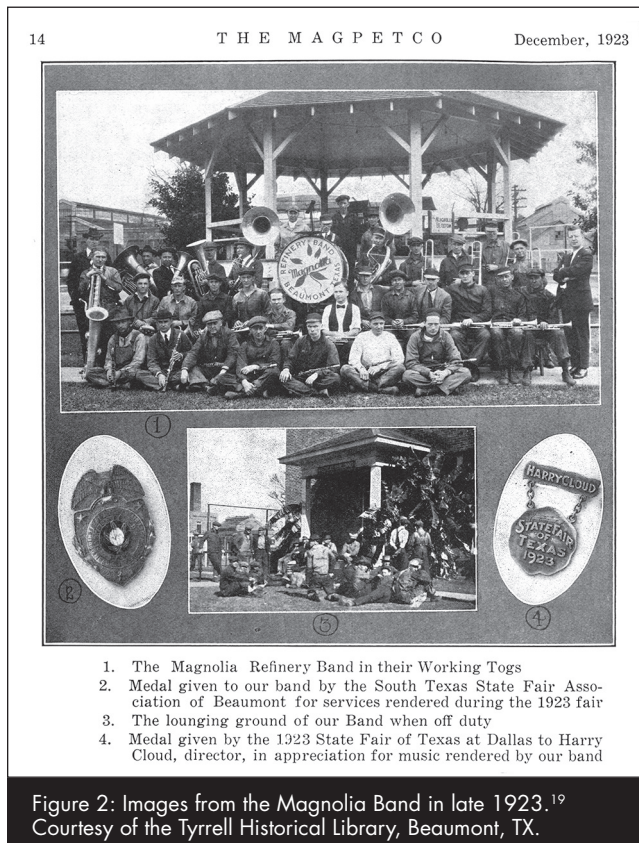 14
THE MAGPETCO
December, 1923
REFINERY BAND
Magnolia
BEAUMONT, TEXAS
1
2
3
HARRY CLOUD
STATE FAIR
OF
TEXAS
1923
4
1. The Magnolia Refinery Band in their Working Togs
2. Medal given to our band by the South Texas State Fair Asso-
ciation of Beaumont for services rendered during the 1923 fair
3. The lounging ground of our Band when off duty
4. Medal given by the 1923 State Fair of Texas at Dallas to Harry
Cloud, director, in appreciation for music rendered by our band
Figure 2: Images from the Magnolia Band in late 1923.¹⁹
Courtesy of the Tyrrell Historical Library, Beaumont, TX.